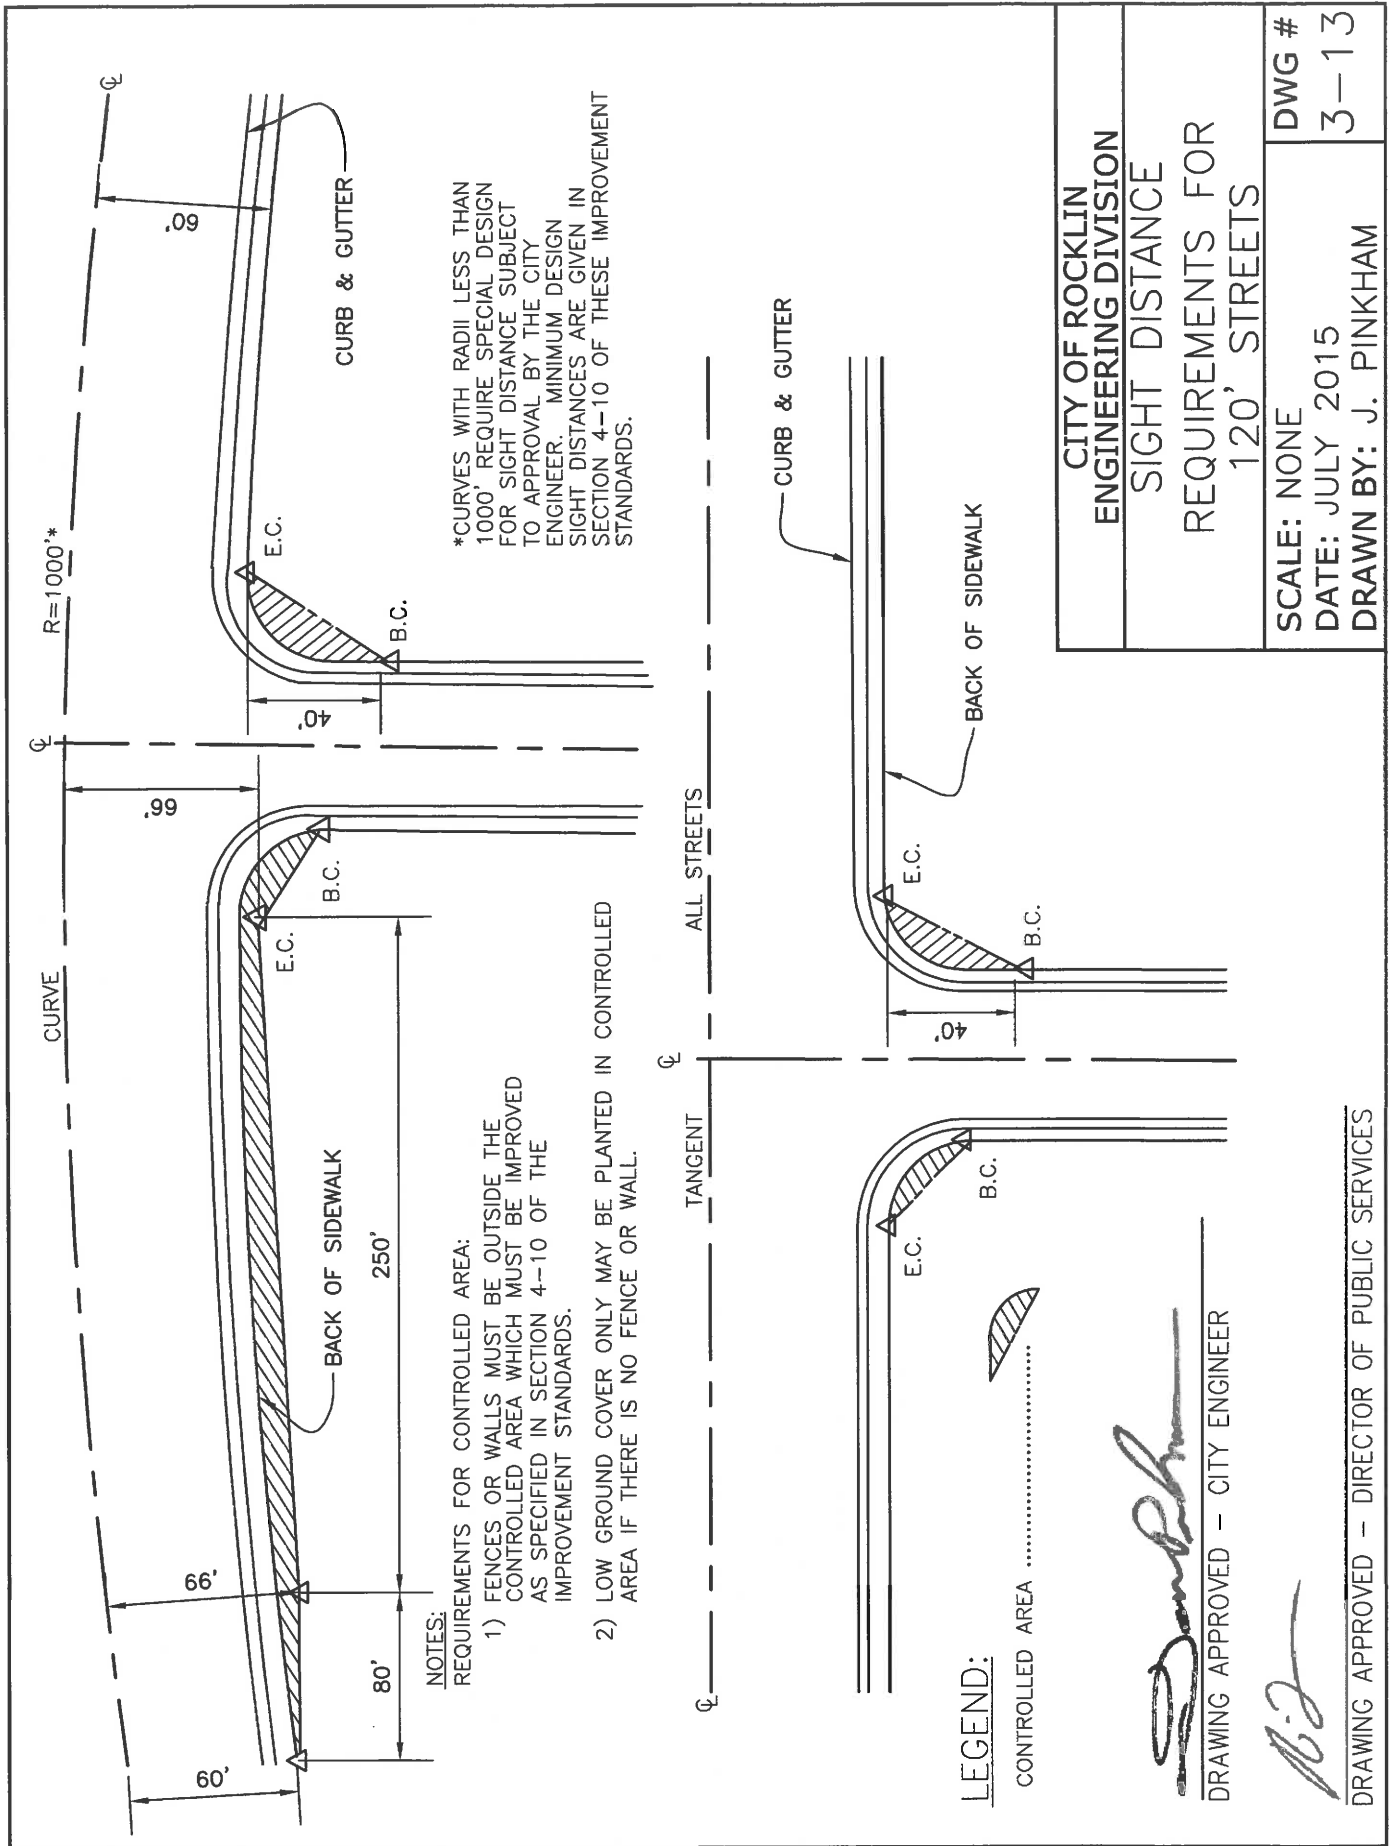 CURVE
R=1000'*
℄
℄
60'
66'
66'
60'
40'
E.C.
B.C.
E.C.
B.C.
CURB & GUTTER
BACK OF SIDEWALK
250'
80'
*CURVES WITH RADII LESS THAN
1000' REQUIRE SPECIAL DESIGN
FOR SIGHT DISTANCE SUBJECT
TO APPROVAL BY THE CITY
ENGINEER. MINIMUM DESIGN
SIGHT DISTANCES ARE GIVEN IN
SECTION 4-10 OF THESE IMPROVEMENT
STANDARDS.
NOTES:
REQUIREMENTS FOR CONTROLLED AREA:
1) FENCES OR WALLS MUST BE OUTSIDE THE
CONTROLLED AREA WHICH MUST BE IMPROVED
AS SPECIFIED IN SECTION 4-10 OF THE
IMPROVEMENT STANDARDS.
2) LOW GROUND COVER ONLY MAY BE PLANTED IN CONTROLLED
AREA IF THERE IS NO FENCE OR WALL.
℄
TANGENT
℄
ALL STREETS
CURB & GUTTER
E.C.
B.C.
40'
E.C.
B.C.
BACK OF SIDEWALK
LEGEND:
CONTROLLED AREA ....................
DRAWING APPROVED - CITY ENGINEER
DRAWING APPROVED - DIRECTOR OF PUBLIC SERVICES
CITY OF ROCKLIN
ENGINEERING DIVISION
SIGHT DISTANCE
REQUIREMENTS FOR
120' STREETS
SCALE: NONE
DATE: JULY 2015
DRAWN BY: J. PINKHAM
DWG #
3-13